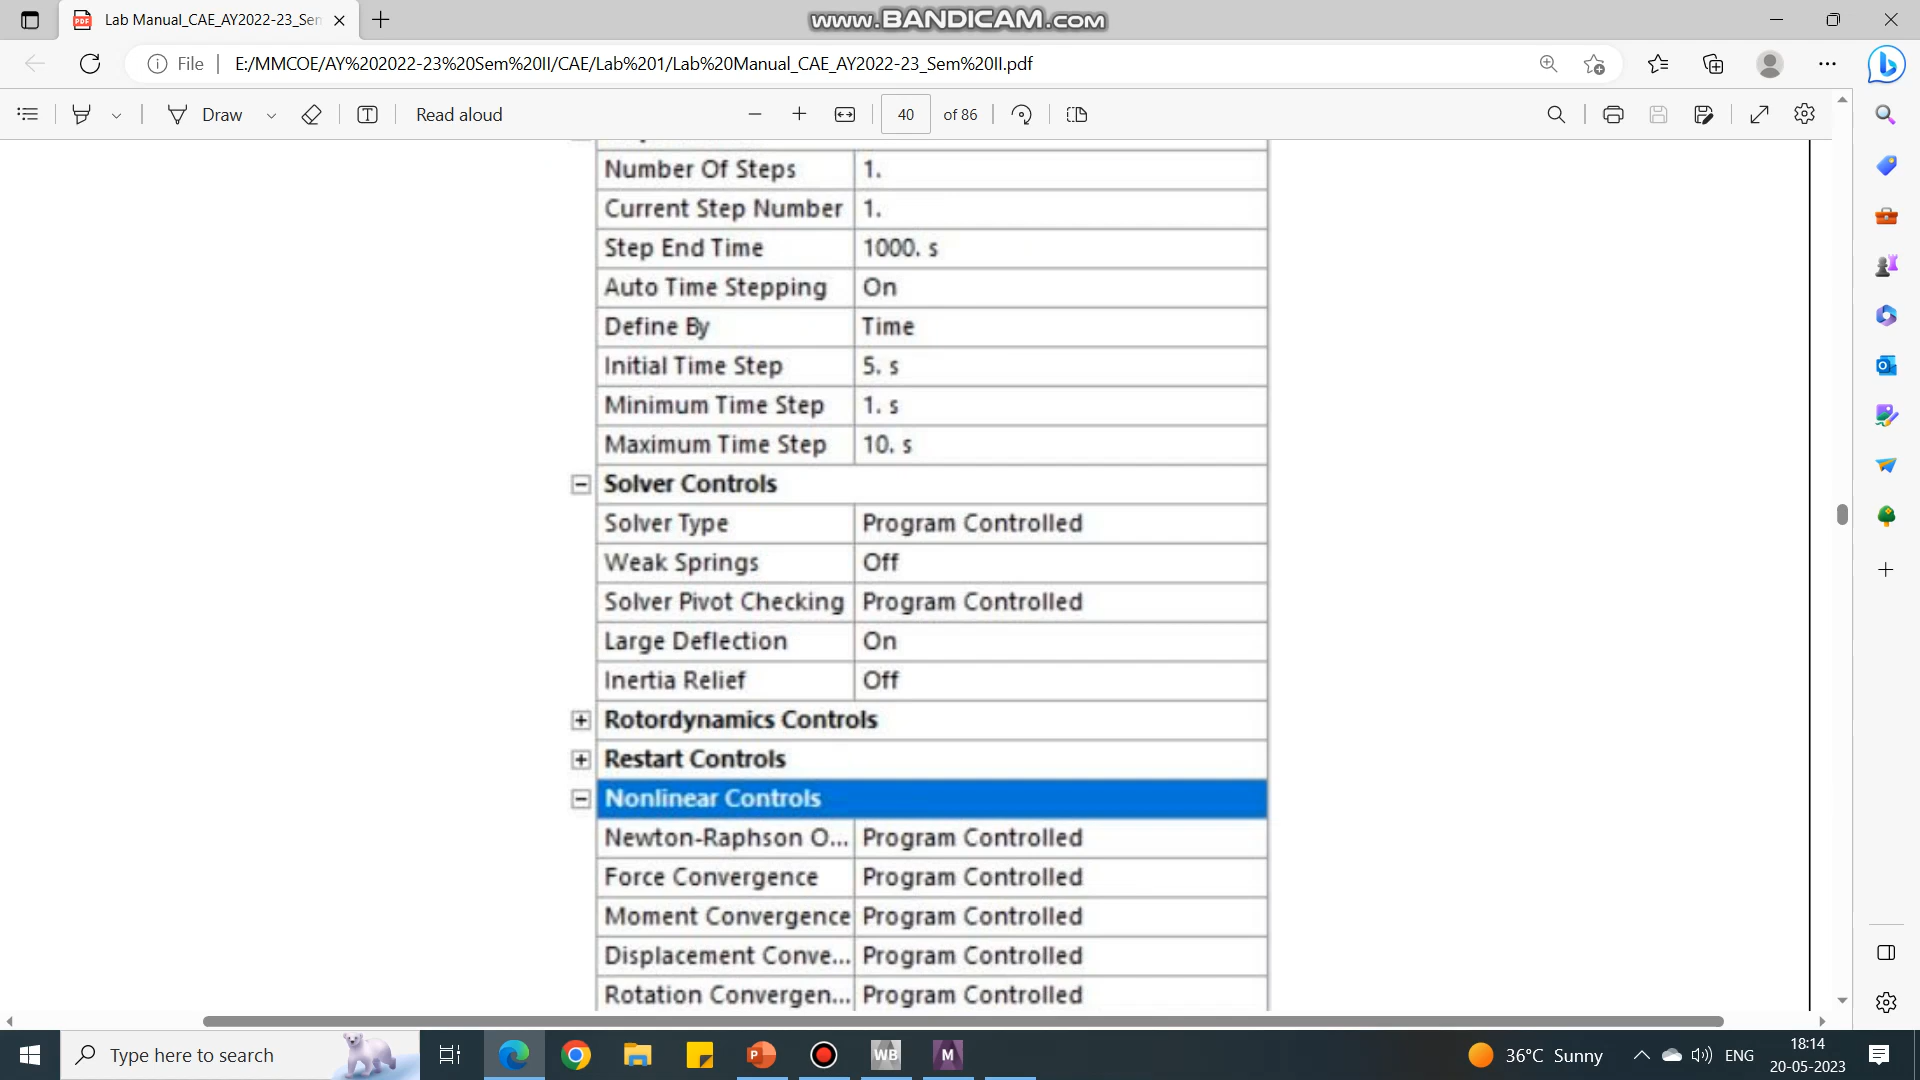 Lab Manual_CAE_AY2022-23_Sem
www.BANDICAM.com
File
E:/MMCOE/AY%202022-23%20Sem%20II/CAE/Lab%201/Lab%20Manual_CAE_AY2022-23_Sem%20II.pdf
Draw
Read aloud
40 of 86
Number Of Steps 1.
Current Step Number 1.
Step End Time 1000. s
Auto Time Stepping On
Define By Time
Initial Time Step 5. s
Minimum Time Step 1. s
Maximum Time Step 10. s
Solver Controls
Solver Type Program Controlled
Weak Springs Off
Solver Pivot Checking Program Controlled
Large Deflection On
Inertia Relief Off
Rotordynamics Controls
Restart Controls
Nonlinear Controls
Newton-Raphson O... Program Controlled
Force Convergence Program Controlled
Moment Convergence Program Controlled
Displacement Conve... Program Controlled
Rotation Convergen... Program Controlled
Type here to search
WB
M
36°C Sunny
ENG
18:14
20-05-2023